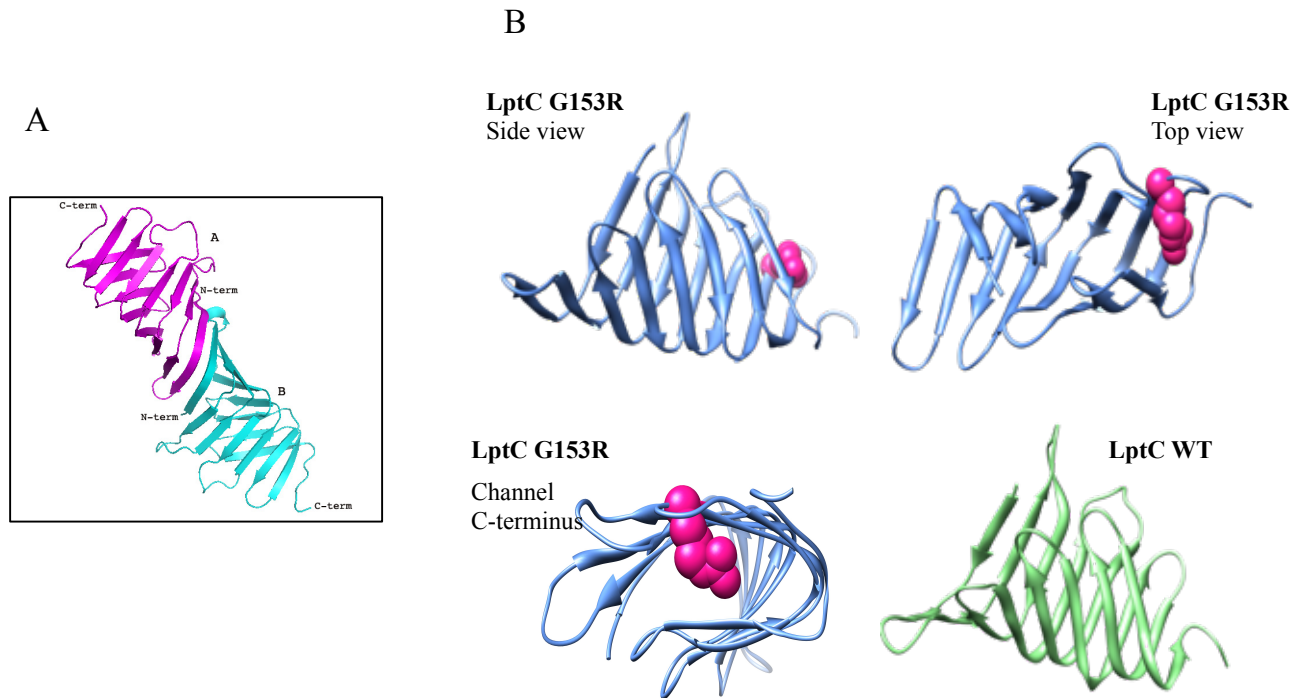 A
C-term
A
N-term
N-term
B
C-term
B
LptC G153R
Side view
LptC G153R
Top view
LptC G153R
Channel
C-terminus
LptC WT